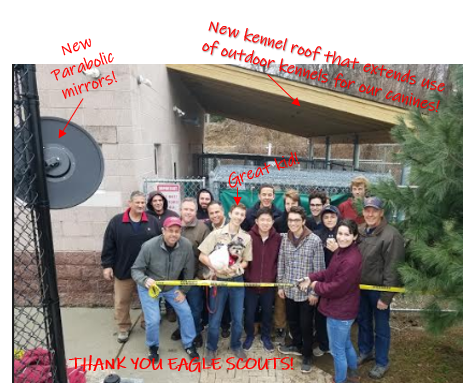 New
Parabolic
mirrors!
New kennel roof that extends use
of outdoor kennels for our canines!
Great kid!
THANK YOU EAGLE SCOUTS!